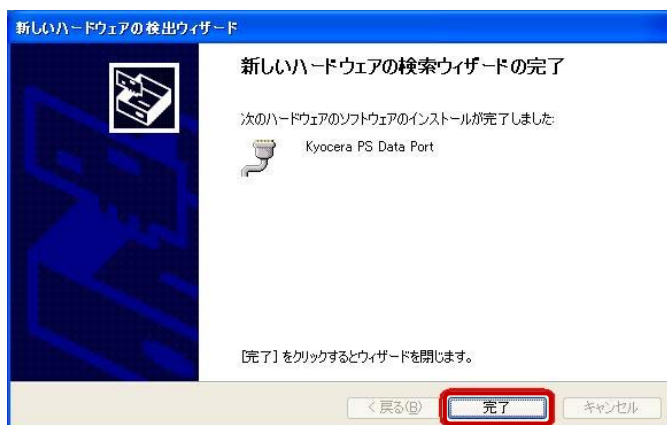 新しいハードウェアの検出ウィザード
新しいハードウェアの検索ウィザードの完了
次のハードウェアのソフトウェアのインストールが完了しました:
Kyocera PS Data Port
[完了] をクリックするとウィザードを閉じます。
< 戻る(B)
完了
キャンセル